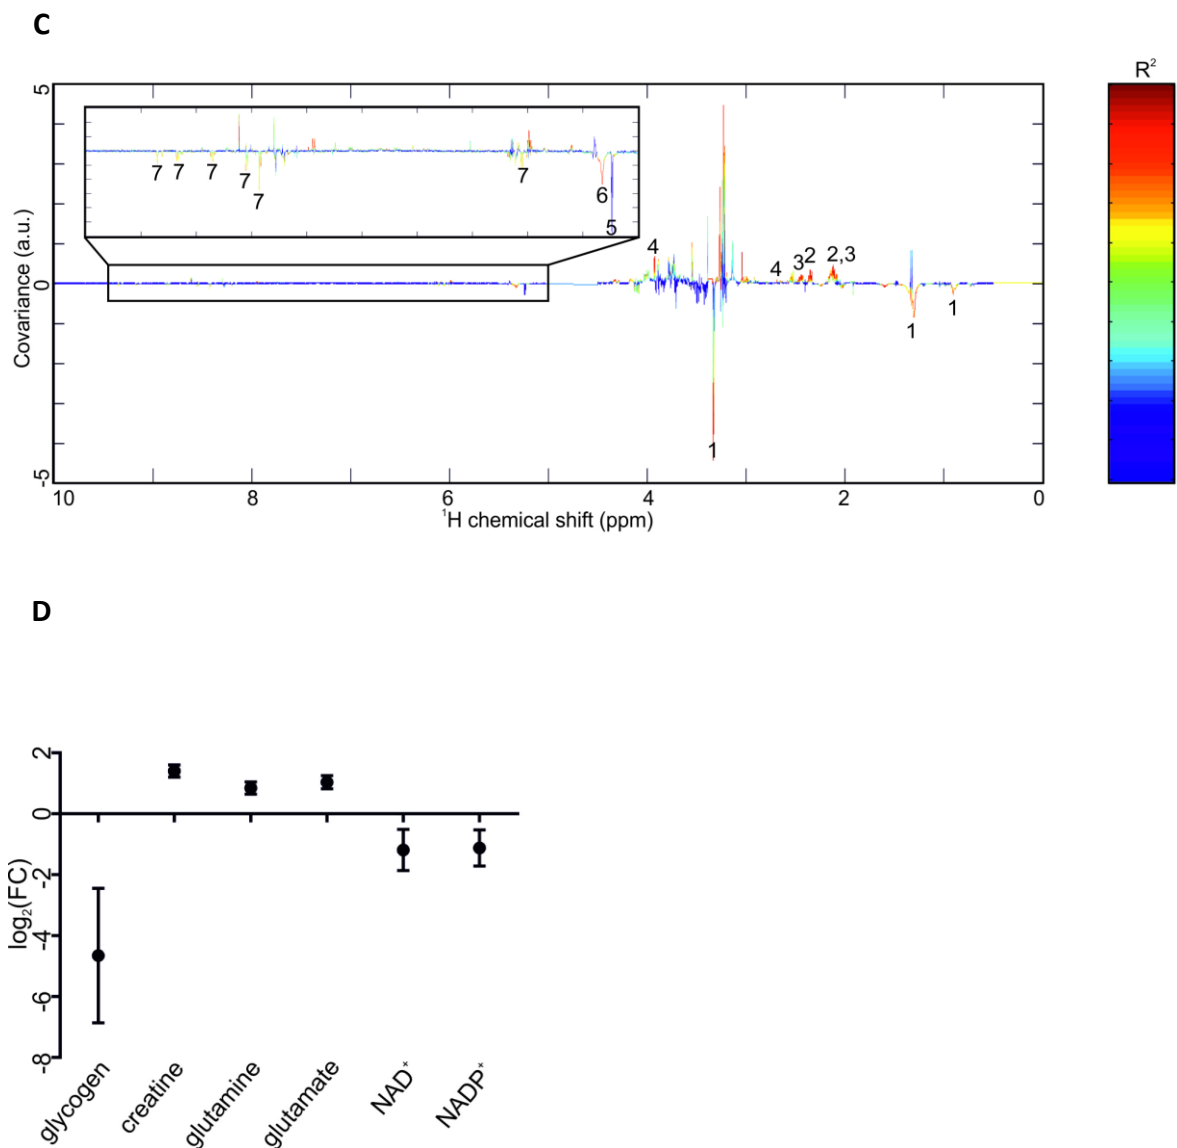 C
R²
5
7 7 7 7 7 7 6 5
4 4 3 2 2,3
0
1 1 1
-5
10 8 6 4 2 0
Covariance (a.u.)
¹H chemical shift (ppm)
D
2
0
-2
-4
-6
-8
log₂(FC)
glycogen creatine glutamine glutamate NAD⁺ NADP⁺